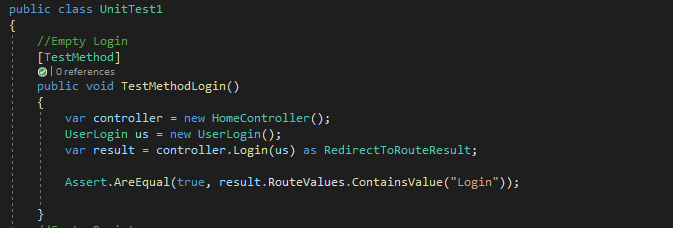 public class UnitTest1
{
//Empty Login
[TestMethod]
| 0 references
public void TestMethodLogin()
{
var controller = new HomeController();
UserLogin us = new UserLogin();
var result = controller.Login(us) as RedirectToRouteResult;
Assert.AreEqual(true, result.RouteValues.ContainsValue("Login"));
}